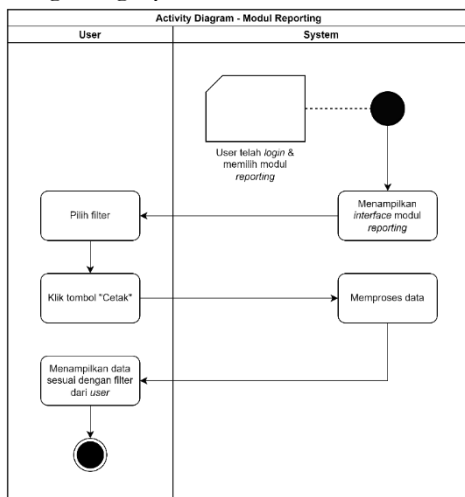 Activity Diagram - Modul Reporting
User
System
User telah login &
memilih modul
reporting
Menampilkan
interface modul
reporting
Pilih filter
Klik tombol "Cetak"
Memproses data
Menampilkan data
sesuai dengan filter
dari user